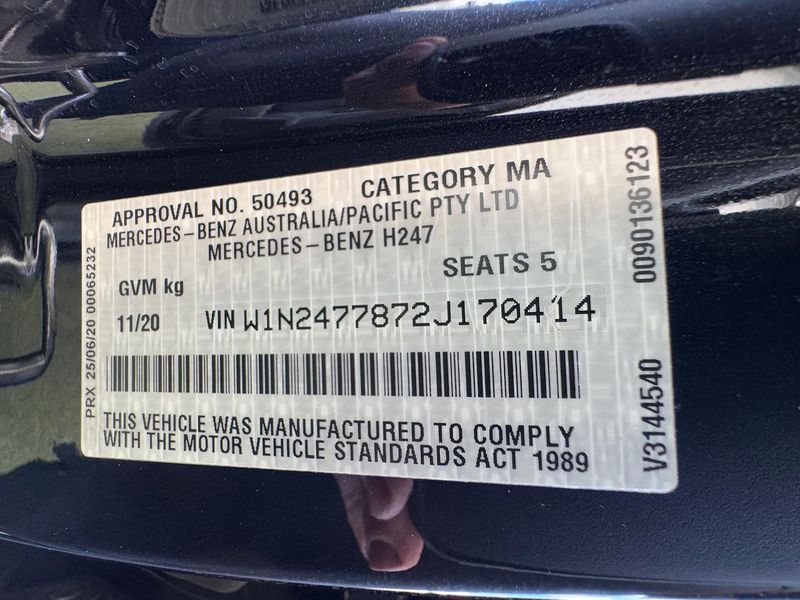 APPROVAL NO. 50493 CATEGORY MA
MERCEDES-BENZ AUSTRALIA/PACIFIC PTY LTD
MERCEDES-BENZ H247
GVM kg SEATS 5
11/20 VIN W1N2477872J170414
THIS VEHICLE WAS MANUFACTURED TO COMPLY
WITH THE MOTOR VEHICLE STANDARDS ACT 1989
PRX 25/06/20 00065232
0090136123
V3144540